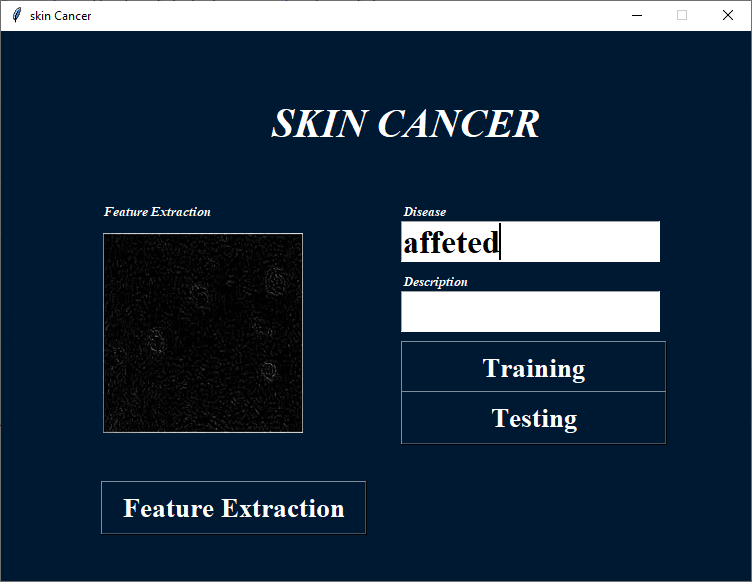 skin Cancer
SKIN CANCER
Feature Extraction
Disease
affeted
Description
Training
Testing
Feature Extraction